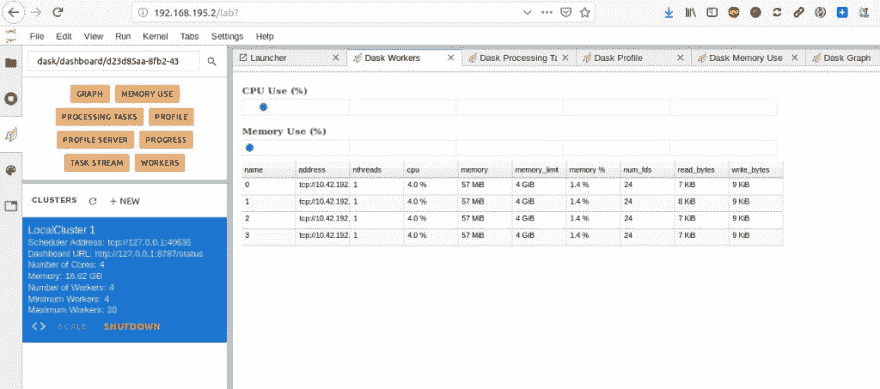 192.168.195.2/lab?
File Edit View Run Kernel Tabs Settings Help
dask/dashboard/d23d85aa-8fb2-43
GRAPH MEMORY USE
PROCESSING TASKS PROFILE
PROFILE SERVER PROGRESS
TASK STREAM WORKERS
CLUSTERS + NEW
LocalCluster 1
Scheduler Address: tcp://127.0.0.1:40635
Dashboard URL: http://127.0.0.1:8787/status
Number of Cores: 4
Memory: 16.62 GB
Number of Workers: 4
Minimum Workers: 4
Maximum Workers: 20
<> SCALE SHUTDOWN
Launcher Dask Workers Dask Processing Ta Dask Profile Dask Memory Use Dask Graph
CPU Use (%)
Memory Use (%)
name address nthreads cpu memory memory_limit memory % num_fds read_bytes write_bytes
0 tcp://10.42.192. 1 4.0 % 57 MiB 4 GiB 1.4 % 24 7 KiB 9 KiB
1 tcp://10.42.192. 1 4.0 % 57 MiB 4 GiB 1.4 % 24 8 KiB 9 KiB
2 tcp://10.42.192. 1 4.0 % 57 MiB 4 GiB 1.4 % 24 7 KiB 9 KiB
3 tcp://10.42.192. 1 4.0 % 57 MiB 4 GiB 1.4 % 24 7 KiB 9 KiB